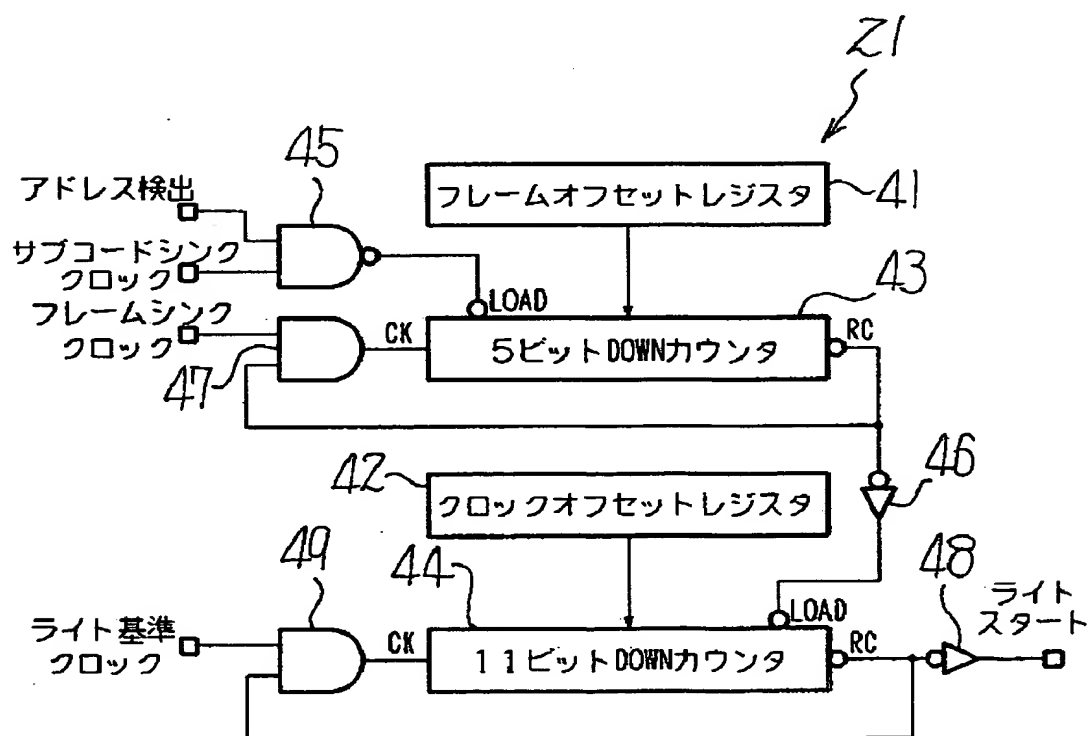 21
45
アドレス検出
フレームオフセットレジスタ
41
サブコードシンク
クロック
LOAD
43
フレームシンク
クロック
CK
5ビットDOWNカウンタ
RC
47
42
クロックオフセットレジスタ
46
49
44
48
ライト
スタート
LOAD
ライト基準
クロック
CK
11ビットDOWNカウンタ
RC